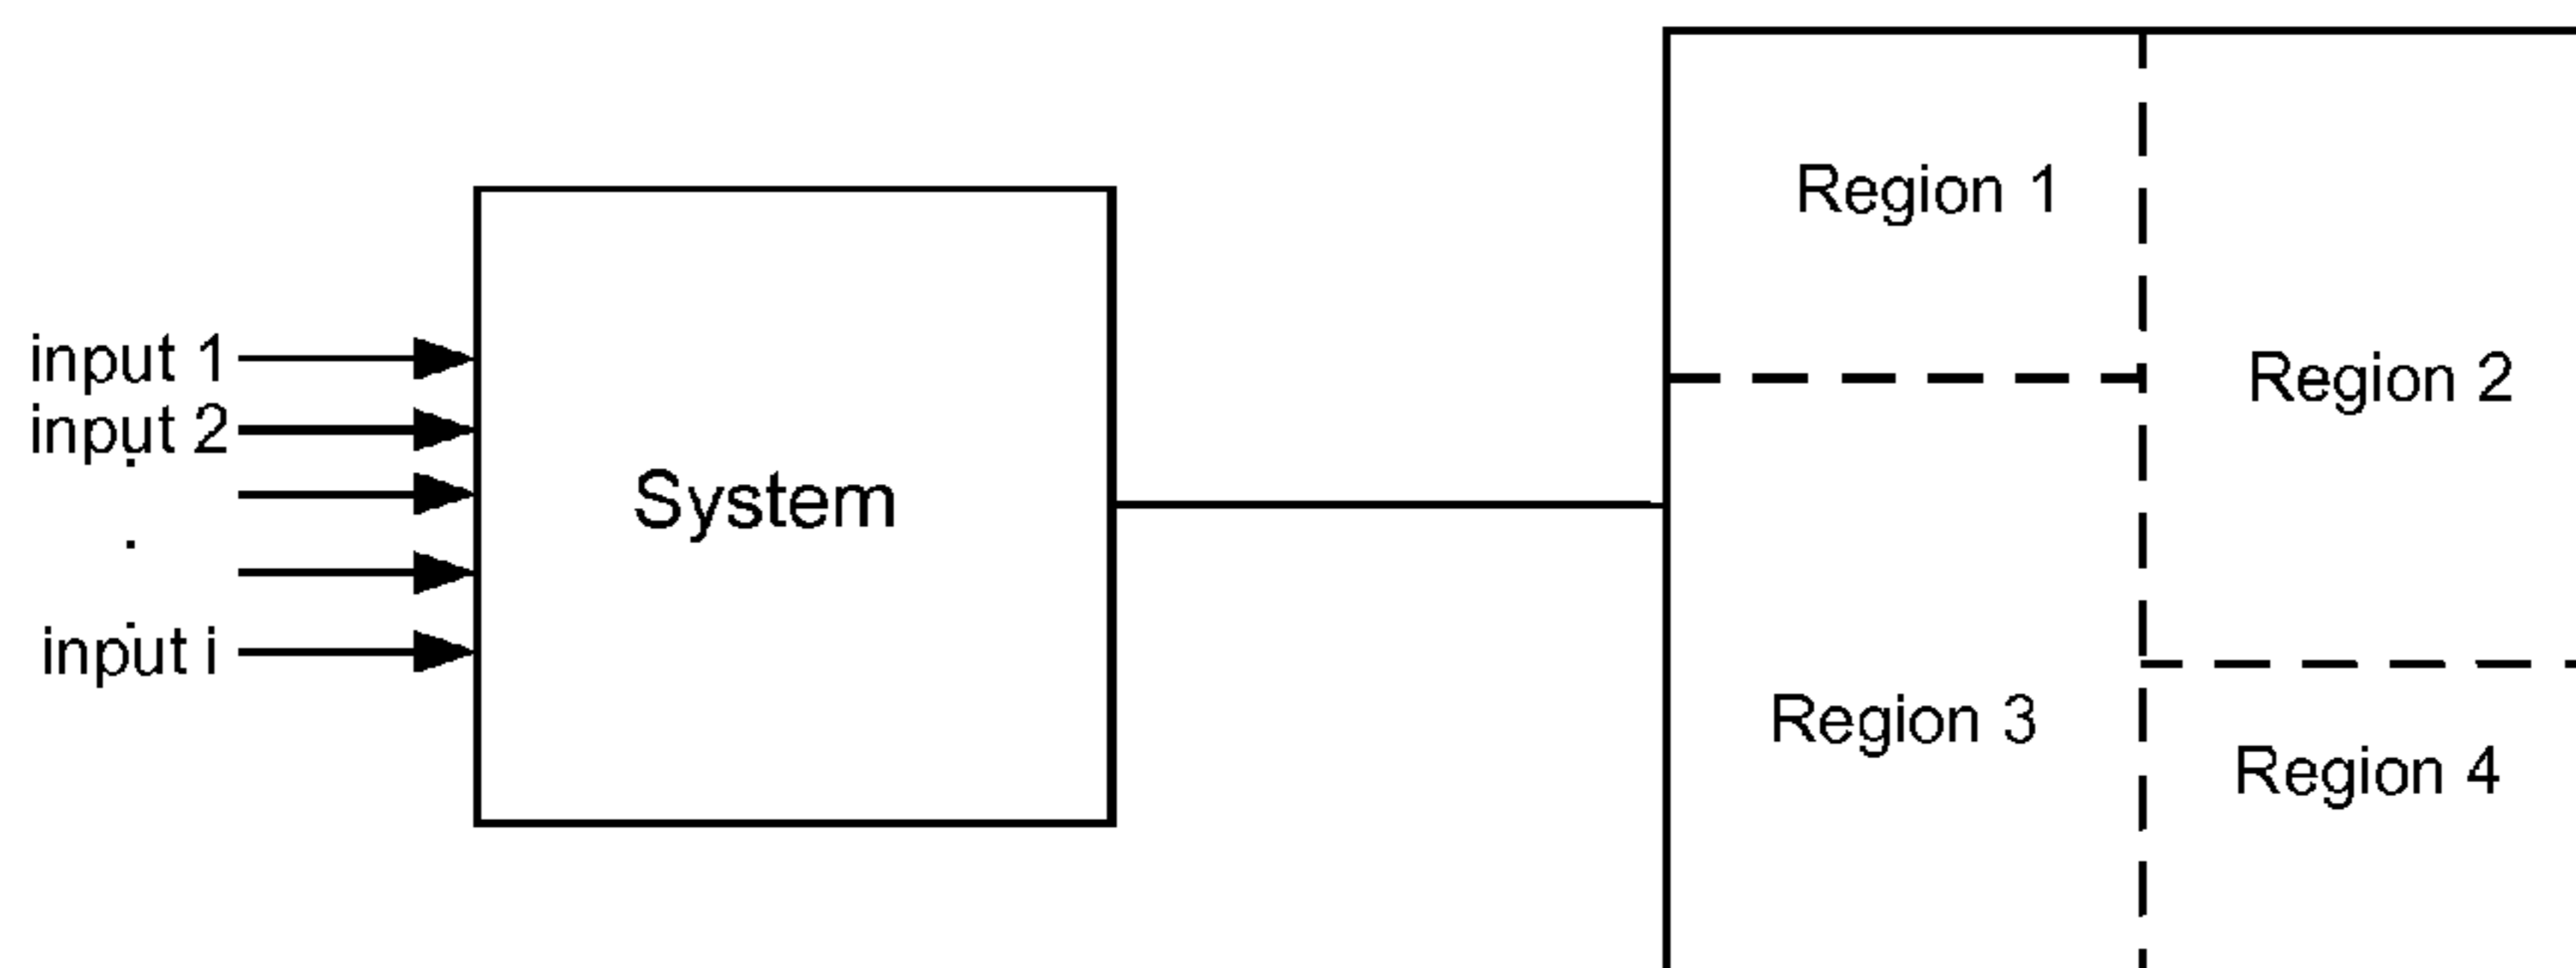 input 1
input 2
.
.
.
input i
System
Region 1
Region 2
Region 3
Region 4